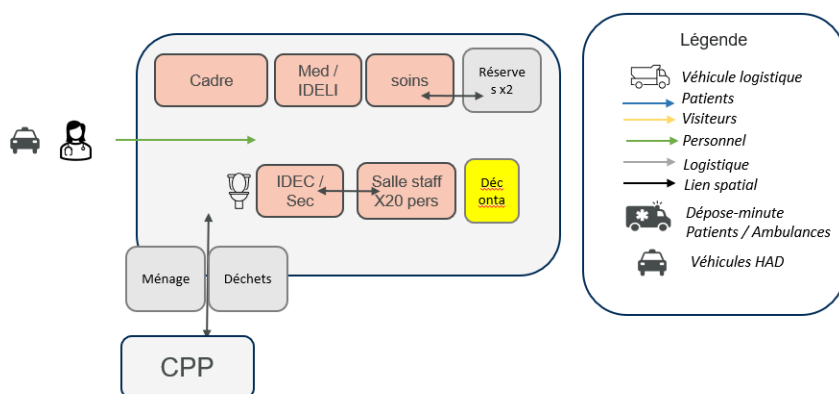 Cadre
Med /
IDELI
soins
Réserve
s x2
IDEC /
Sec
Salle staff
X20 pers
Déc
onta
Ménage
Déchets
CPP
Légende
Véhicule logistique
Patients
Visiteurs
Personnel
Logistique
Lien spatial
Dépose-minute
Patients / Ambulances
Véhicules HAD